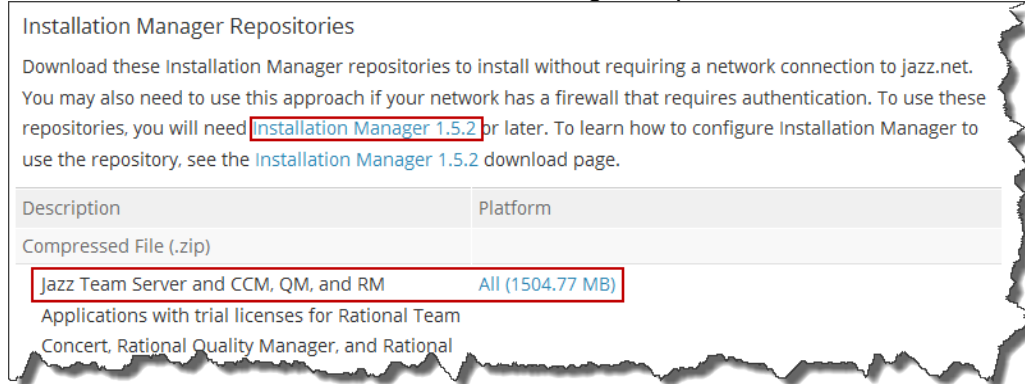 Installation Manager Repositories
Download these Installation Manager repositories to install without requiring a network connection to jazz.net.
You may also need to use this approach if your network has a firewall that requires authentication. To use these
repositories, you will need Installation Manager 1.5.2 or later. To learn how to configure Installation Manager to
use the repository, see the Installation Manager 1.5.2 download page.
Description Platform
Compressed File (.zip)
Jazz Team Server and CCM, QM, and RM All (1504.77 MB)
Applications with trial licenses for Rational Team
Concert, Rational Quality Manager, and Rational